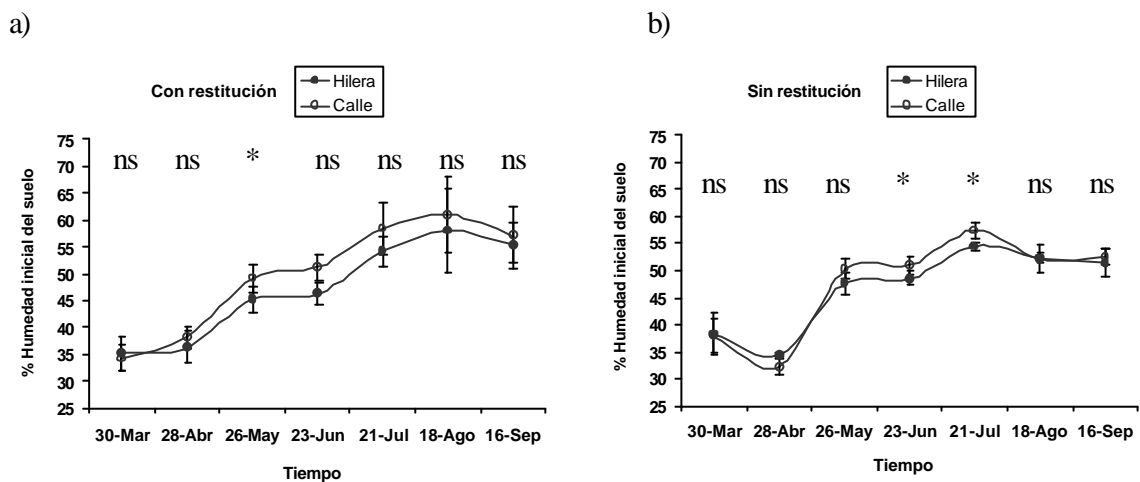 a)
Con restitución
Hilera
Calle
% Humedad inicial del suelo
75
70
65
60
55
50
45
40
35
30
25
ns ns * ns ns ns ns
30-Mar 28-Abr 26-May 23-Jun 21-Jul 18-Ago 16-Sep
Tiempo
b)
Sin restitución
Hilera
Calle
% Humedad inicial del suelo
75
70
65
60
55
50
45
40
35
30
25
ns ns ns * * ns ns
30-Mar 28-Abr 26-May 23-Jun 21-Jul 18-Ago 16-Sep
Tiempo